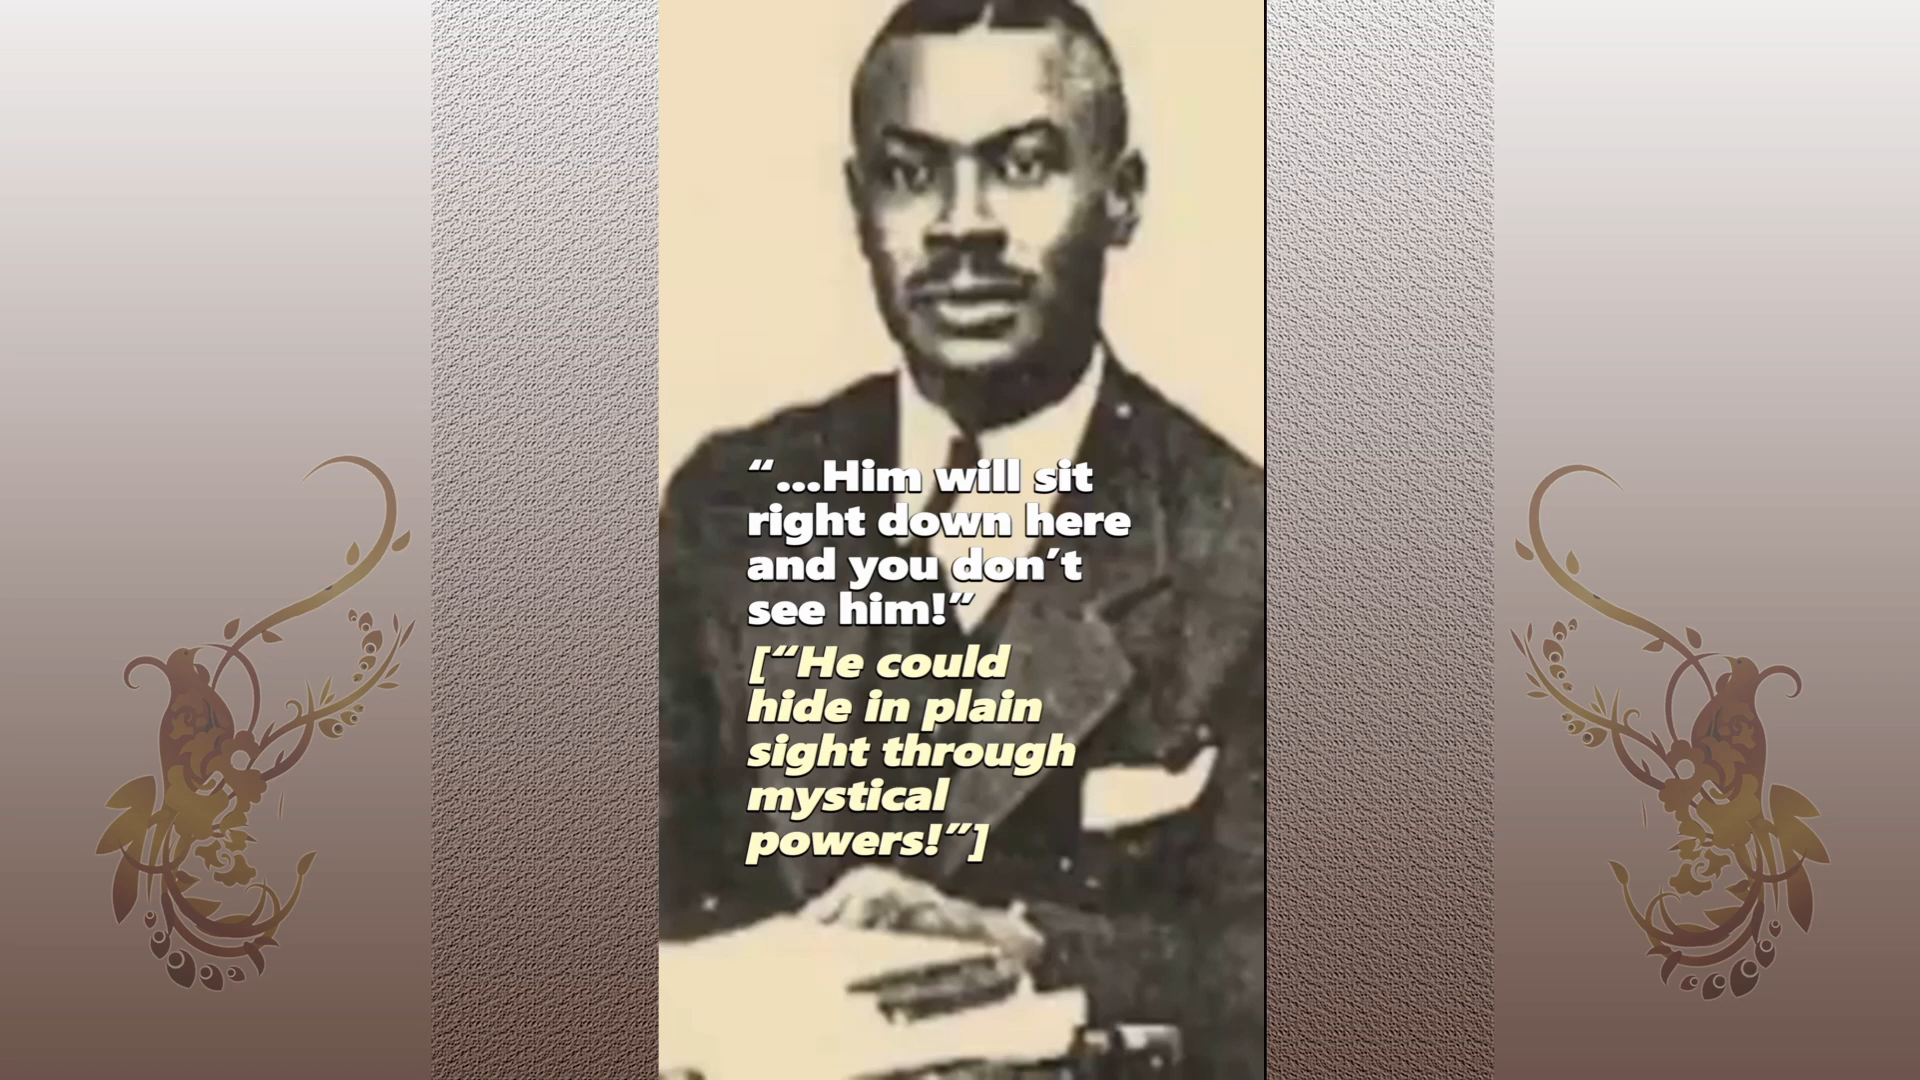 “...Him will sit
right down here
and you don’t
see him!”
[“He could
hide in plain
sight through
mystical
powers!”]